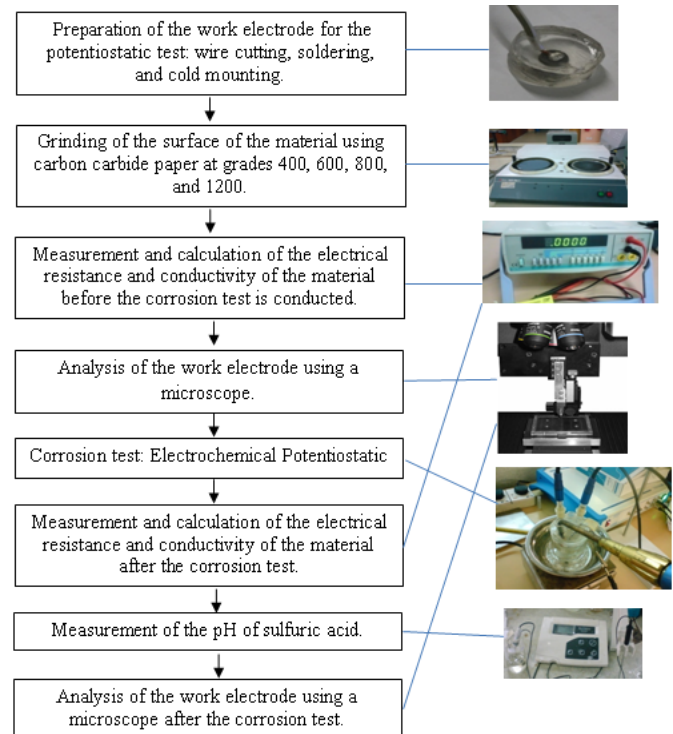 Preparation of the work electrode for the
potentiostatic test: wire cutting, soldering,
and cold mounting.
Grinding of the surface of the material using
carbon carbide paper at grades 400, 600, 800,
and 1200.
Measurement and calculation of the electrical
resistance and conductivity of the material
before the corrosion test is conducted.
.0000
Analysis of the work electrode using a
microscope.
Corrosion test: Electrochemical Potentiostatic
Measurement and calculation of the electrical
resistance and conductivity of the material
after the corrosion test.
Measurement of the pH of sulfuric acid.
Analysis of the work electrode using a
microscope after the corrosion test.